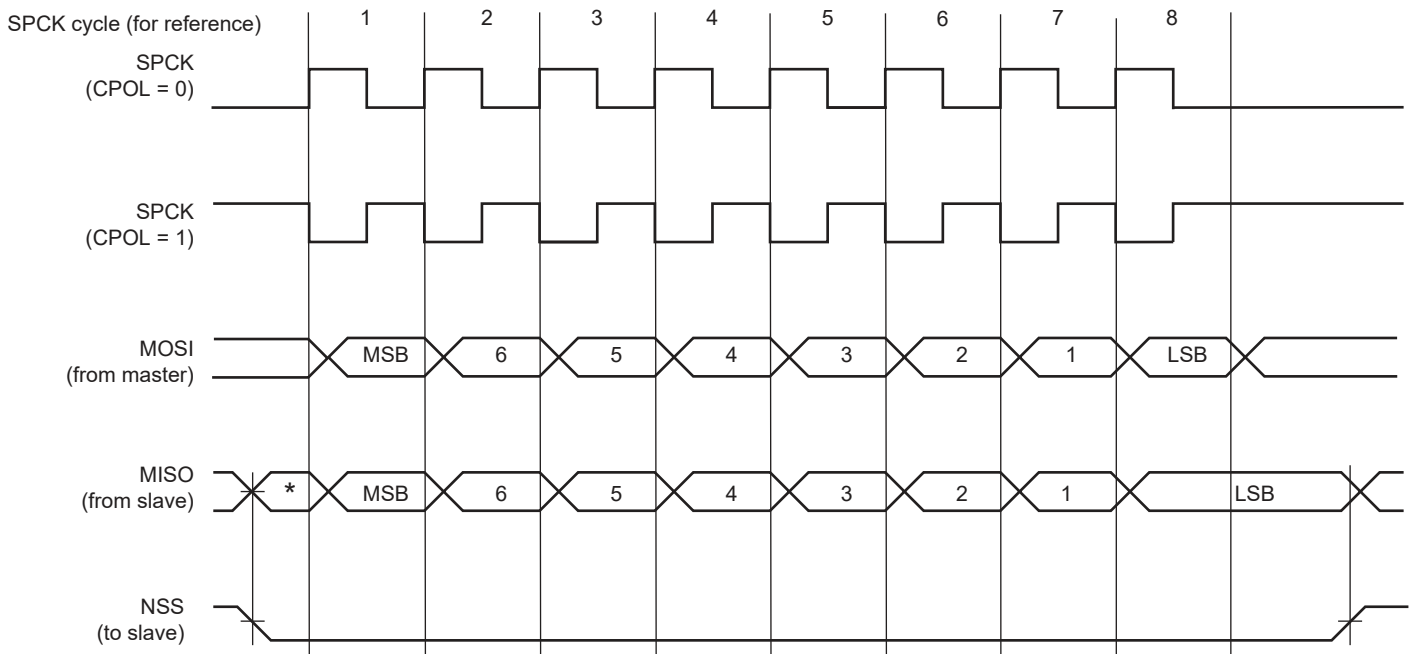 SPCK cycle (for reference) 1 2 3 4 5 6 7 8
SPCK
(CPOL = 0)
SPCK
(CPOL = 1)
MOSI
(from master)
MSB 6 5 4 3 2 1 LSB
MISO
(from slave)
* MSB 6 5 4 3 2 1 LSB
NSS
(to slave)